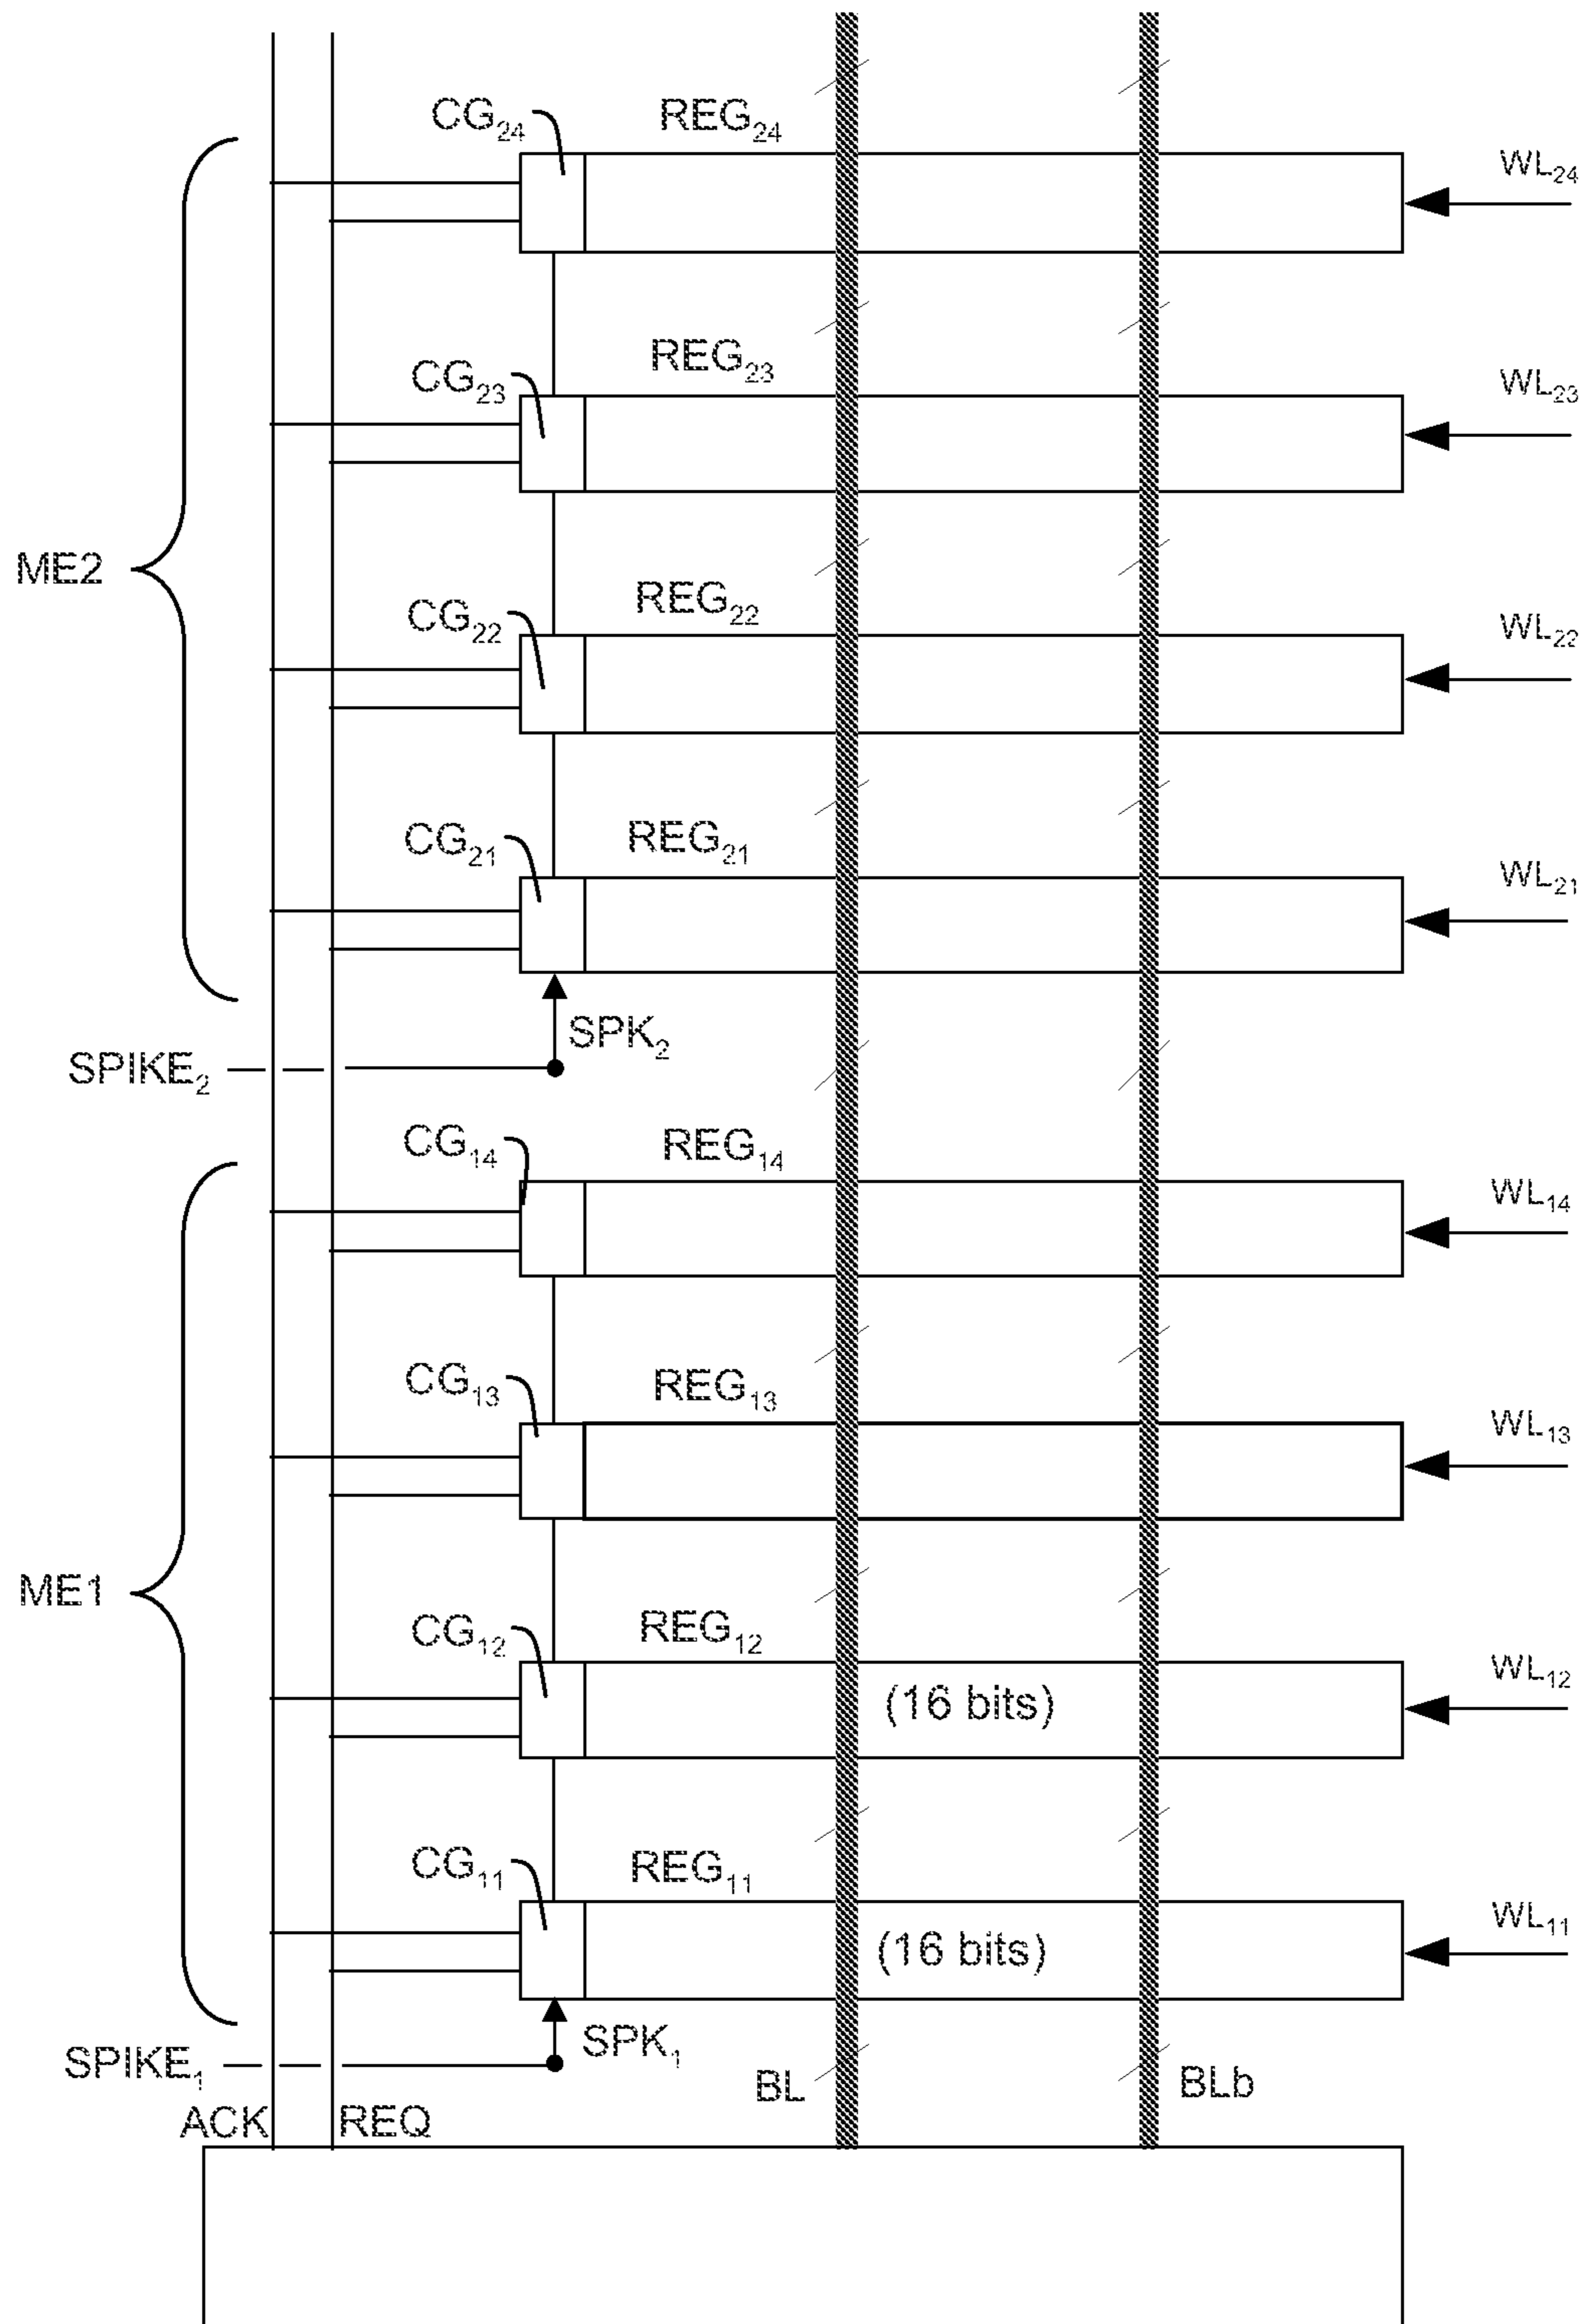 CG24 REG24 WL24
CG23 REG23 WL23
ME2
CG22 REG22 WL22
CG21 REG21 WL21
SPK2
SPIKE2
CG14 REG14 WL14
CG13 REG13 WL13
ME1
CG12 REG12 WL12
(16 bits)
CG11 REG11 WL11
(16 bits)
SPK1
SPIKE1
BL BLb
ACK REQ